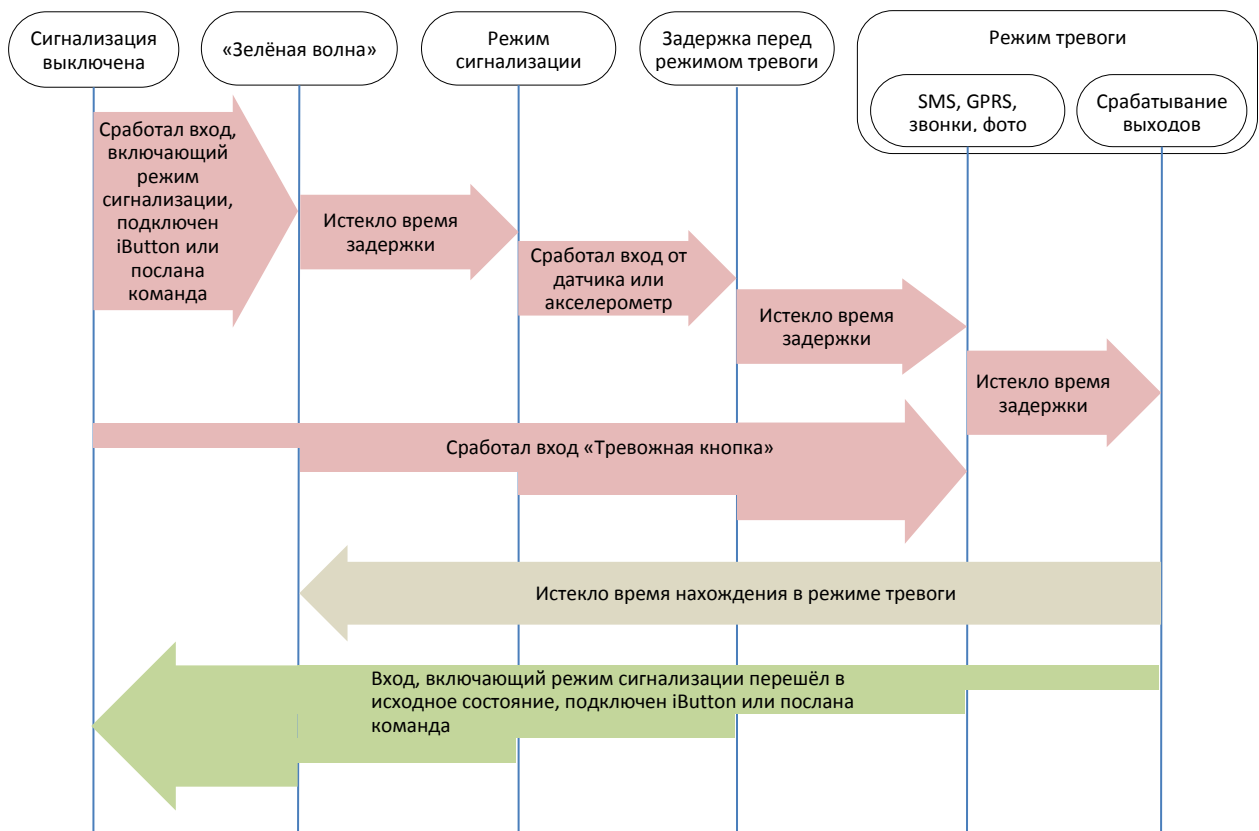 Сигнализация
выключена
«Зелёная волна»
Режим
сигнализации
Задержка перед
режимом тревоги
Режим тревоги
SMS, GPRS,
звонки, фото
Срабатывание
выходов
Сработал вход,
включающий
режим
сигнализации,
подключен
iButton или
послана
команда
Истекло время
задержки
Сработал вход от
датчика или
акселерометр
Истекло время
задержки
Истекло время
задержки
Сработал вход «Тревожная кнопка»
Истекло время нахождения в режиме тревоги
Вход, включающий режим сигнализации перешёл в
исходное состояние, подключен iButton или послана
команда